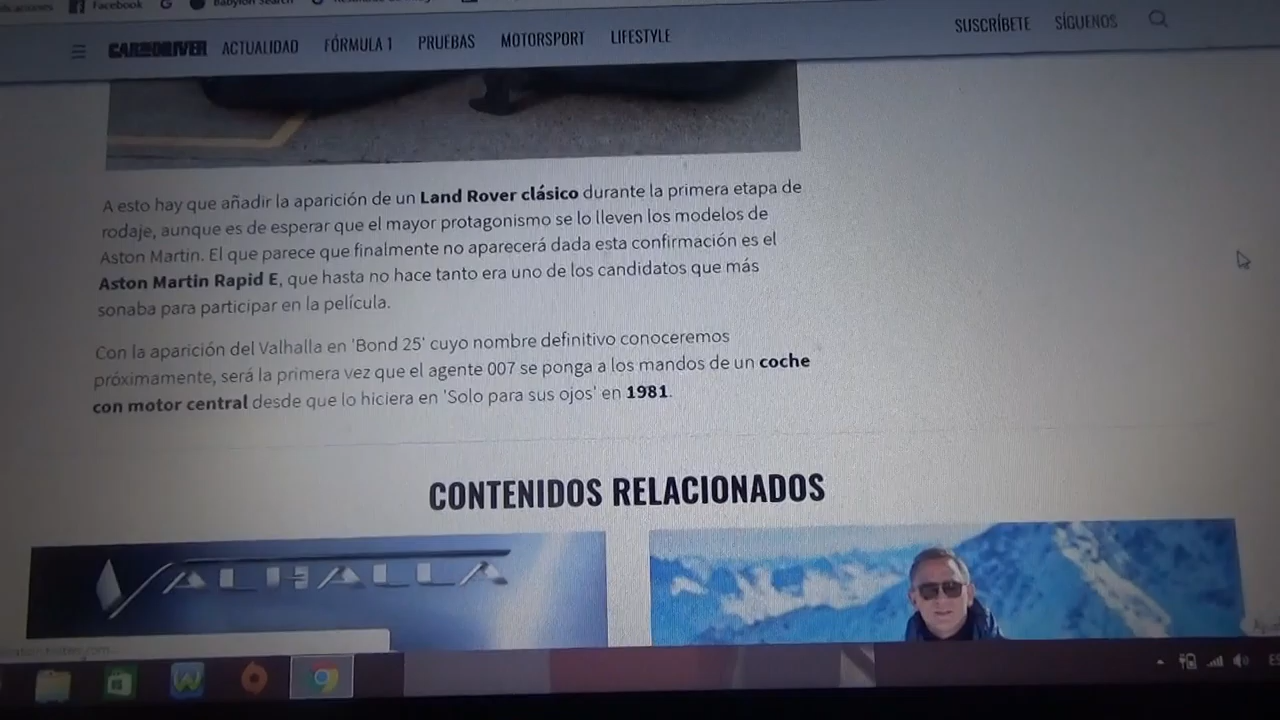 Facebook
CAR AND DRIVER ACTUALIDAD FÓRMULA 1 PRUEBAS MOTORSPORT LIFESTYLE SUSCRÍBETE SÍGUENOS
A esto hay que añadir la aparición de un Land Rover clásico durante la primera etapa de
rodaje, aunque es de esperar que el mayor protagonismo se lo lleven los modelos de
Aston Martin. El que parece que finalmente no aparecerá dada esta confirmación es el
Aston Martin Rapid E, que hasta no hace tanto era uno de los candidatos que más
sonaba para participar en la película.
Con la aparición del Valhalla en 'Bond 25' cuyo nombre definitivo conoceremos
próximamente, será la primera vez que el agente 007 se ponga a los mandos de un coche
con motor central desde que lo hiciera en 'Solo para sus ojos' en 1981.
CONTENIDOS RELACIONADOS
VALHALLA